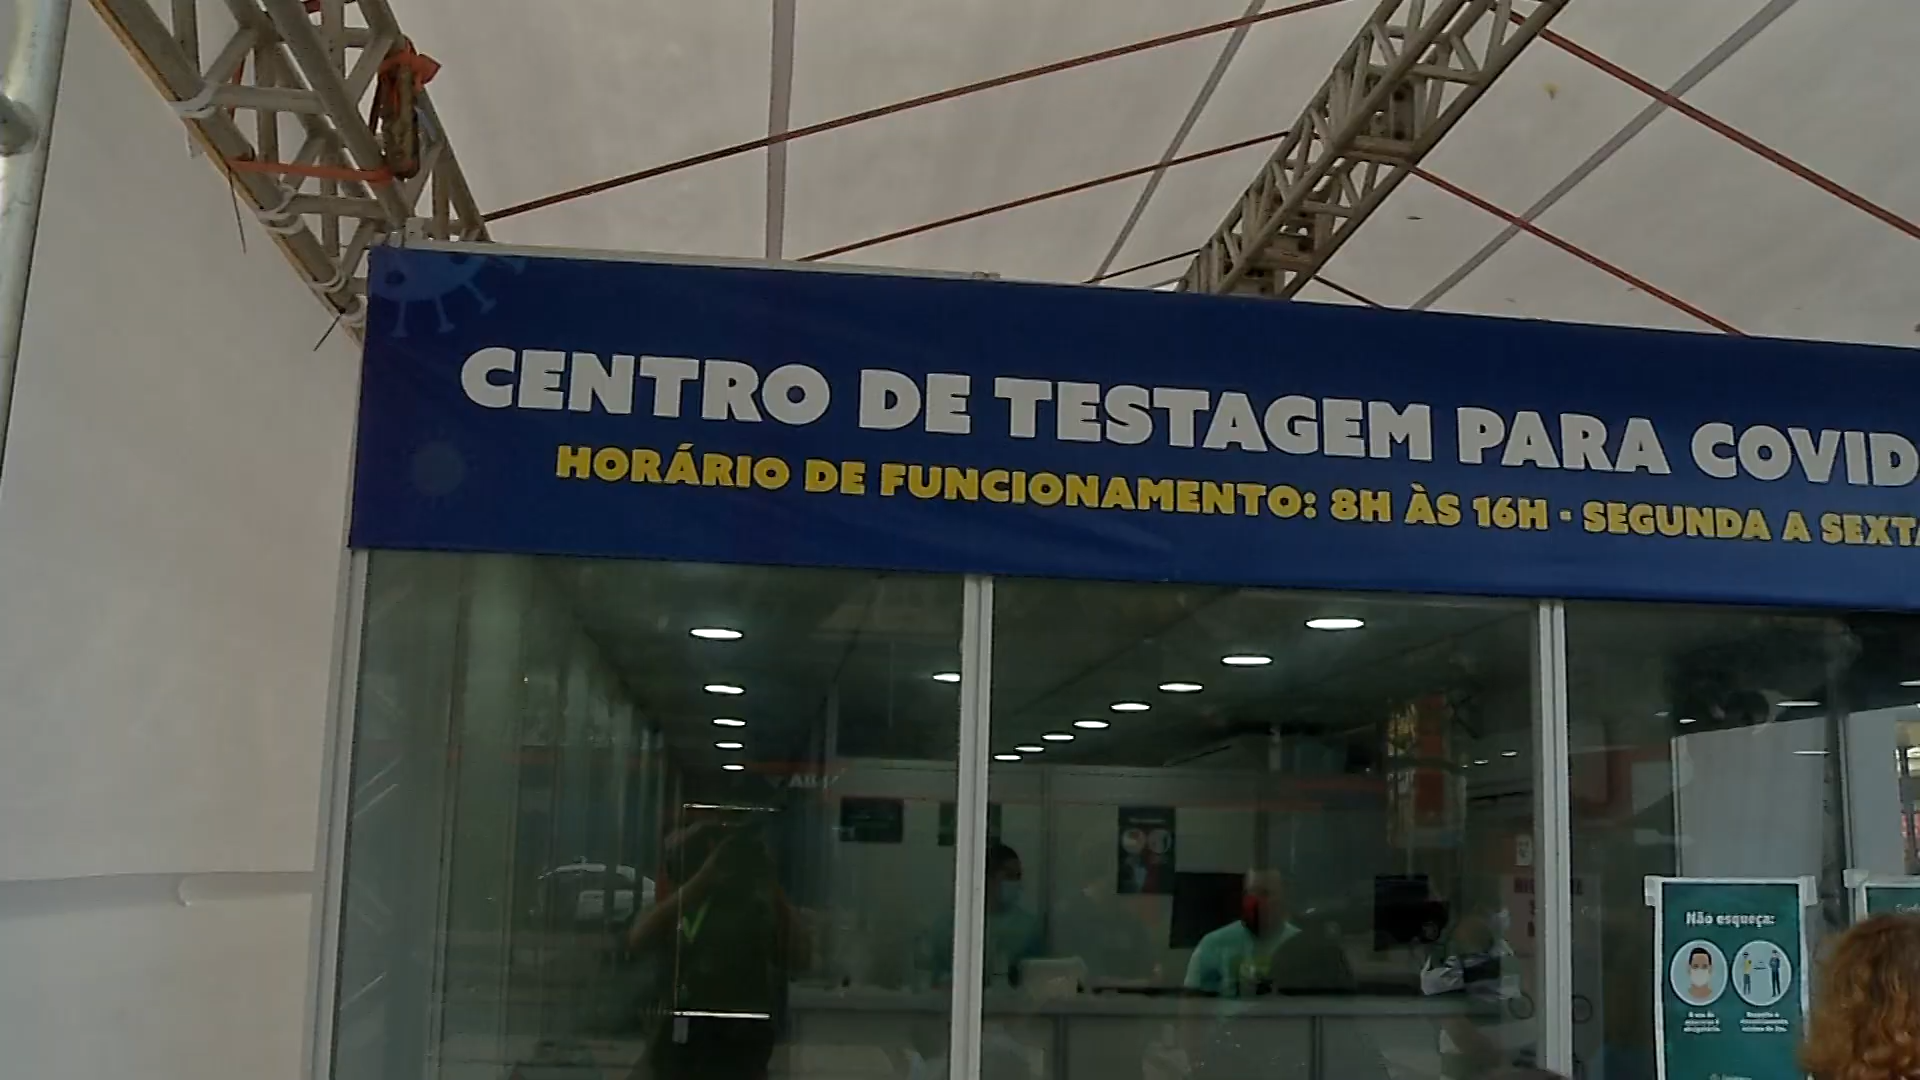 CENTRO DE TESTAGEM PARA COVID
HORÁRIO DE FUNCIONAMENTO: 8H ÀS 16H - SEGUNDA A SEXTA
Não esqueça: